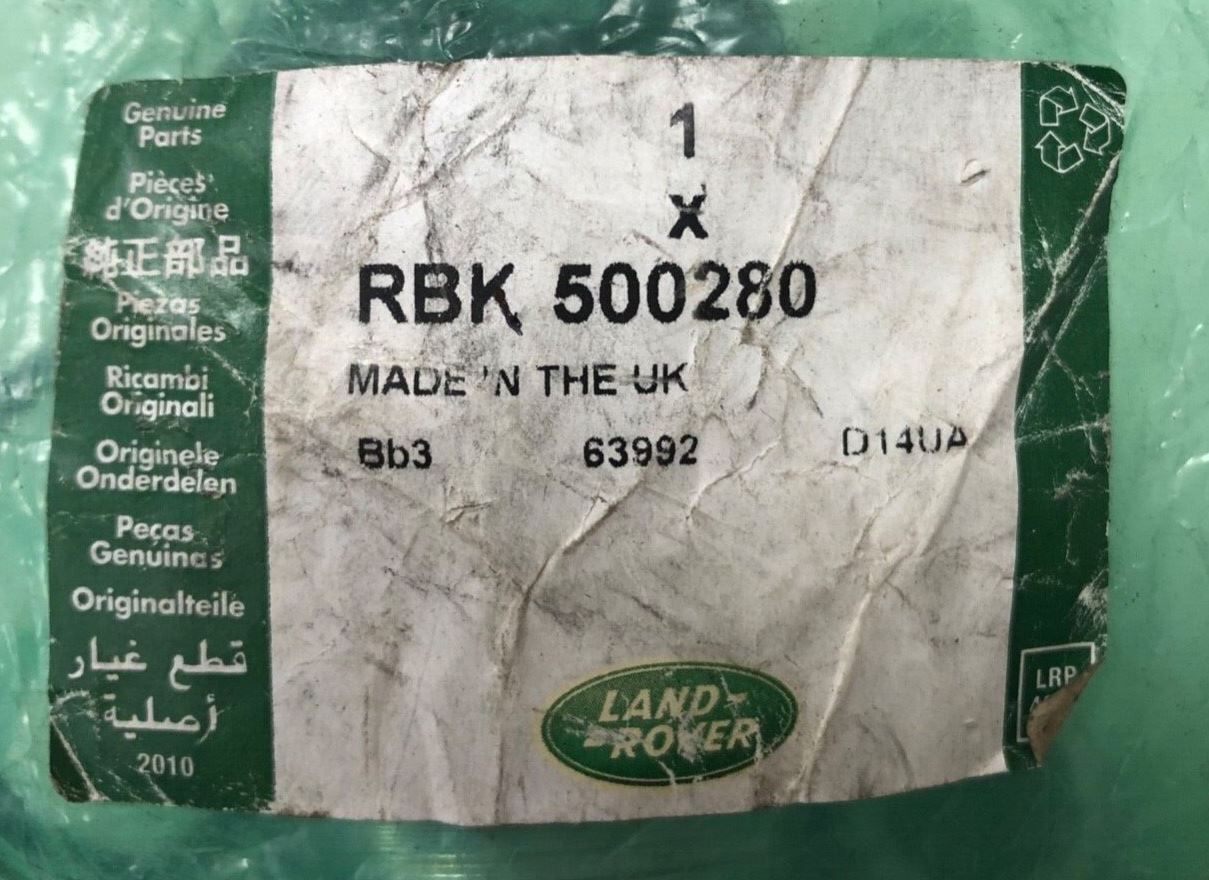 Genuine
Parts
Pièces
d'Origine
純正部品
Piezas
Originales
Ricambi
Originali
Originele
Onderdelen
Peças
Genuinas
Originalteile
قطع غيار
أصلية
2010
1
X
RBK 500280
MADE IN THE UK
Bb3 63992 D14UA
LAND-
-ROVER
LRP